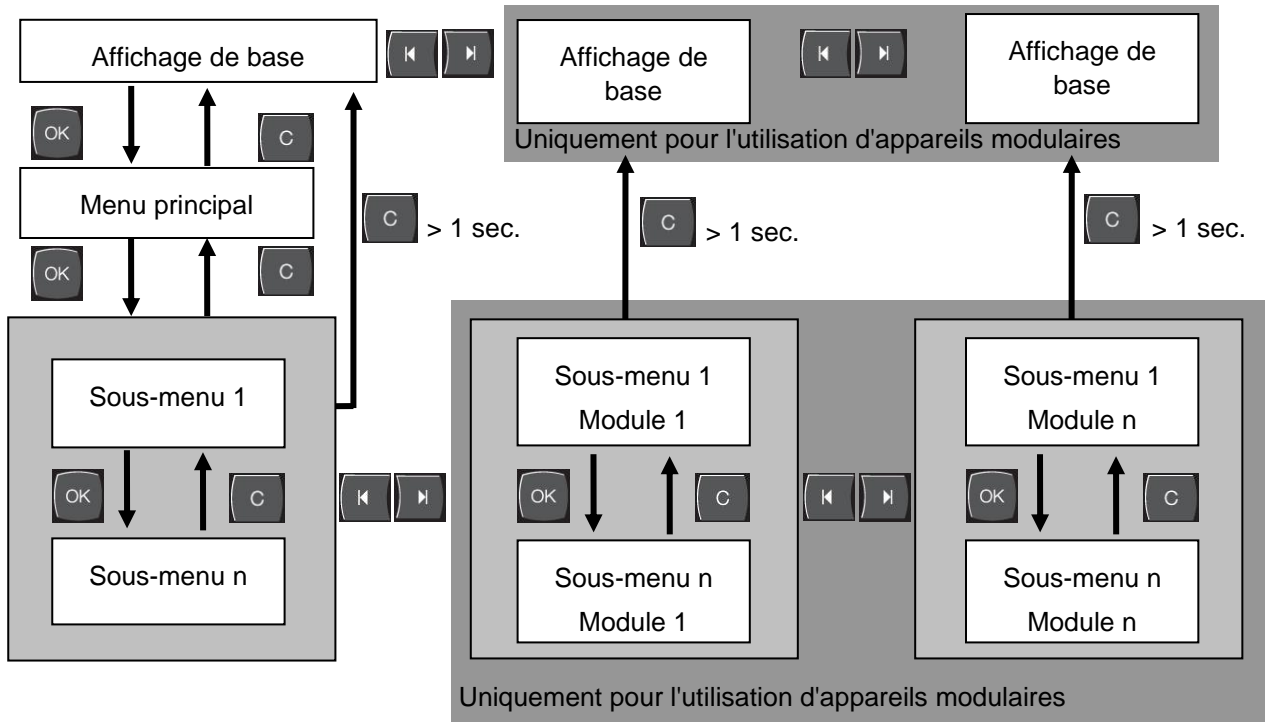 Affichage de base
Affichage de
base
Affichage de
base
Uniquement pour l'utilisation d'appareils modulaires
OK
C
Menu principal
C > 1 sec.
C > 1 sec.
C > 1 sec.
OK
C
Sous-menu 1
OK
C
Sous-menu n
Sous-menu 1
Module 1
OK
C
Sous-menu n
Module 1
Sous-menu 1
Module n
OK
C
Sous-menu n
Module n
Uniquement pour l'utilisation d'appareils modulaires